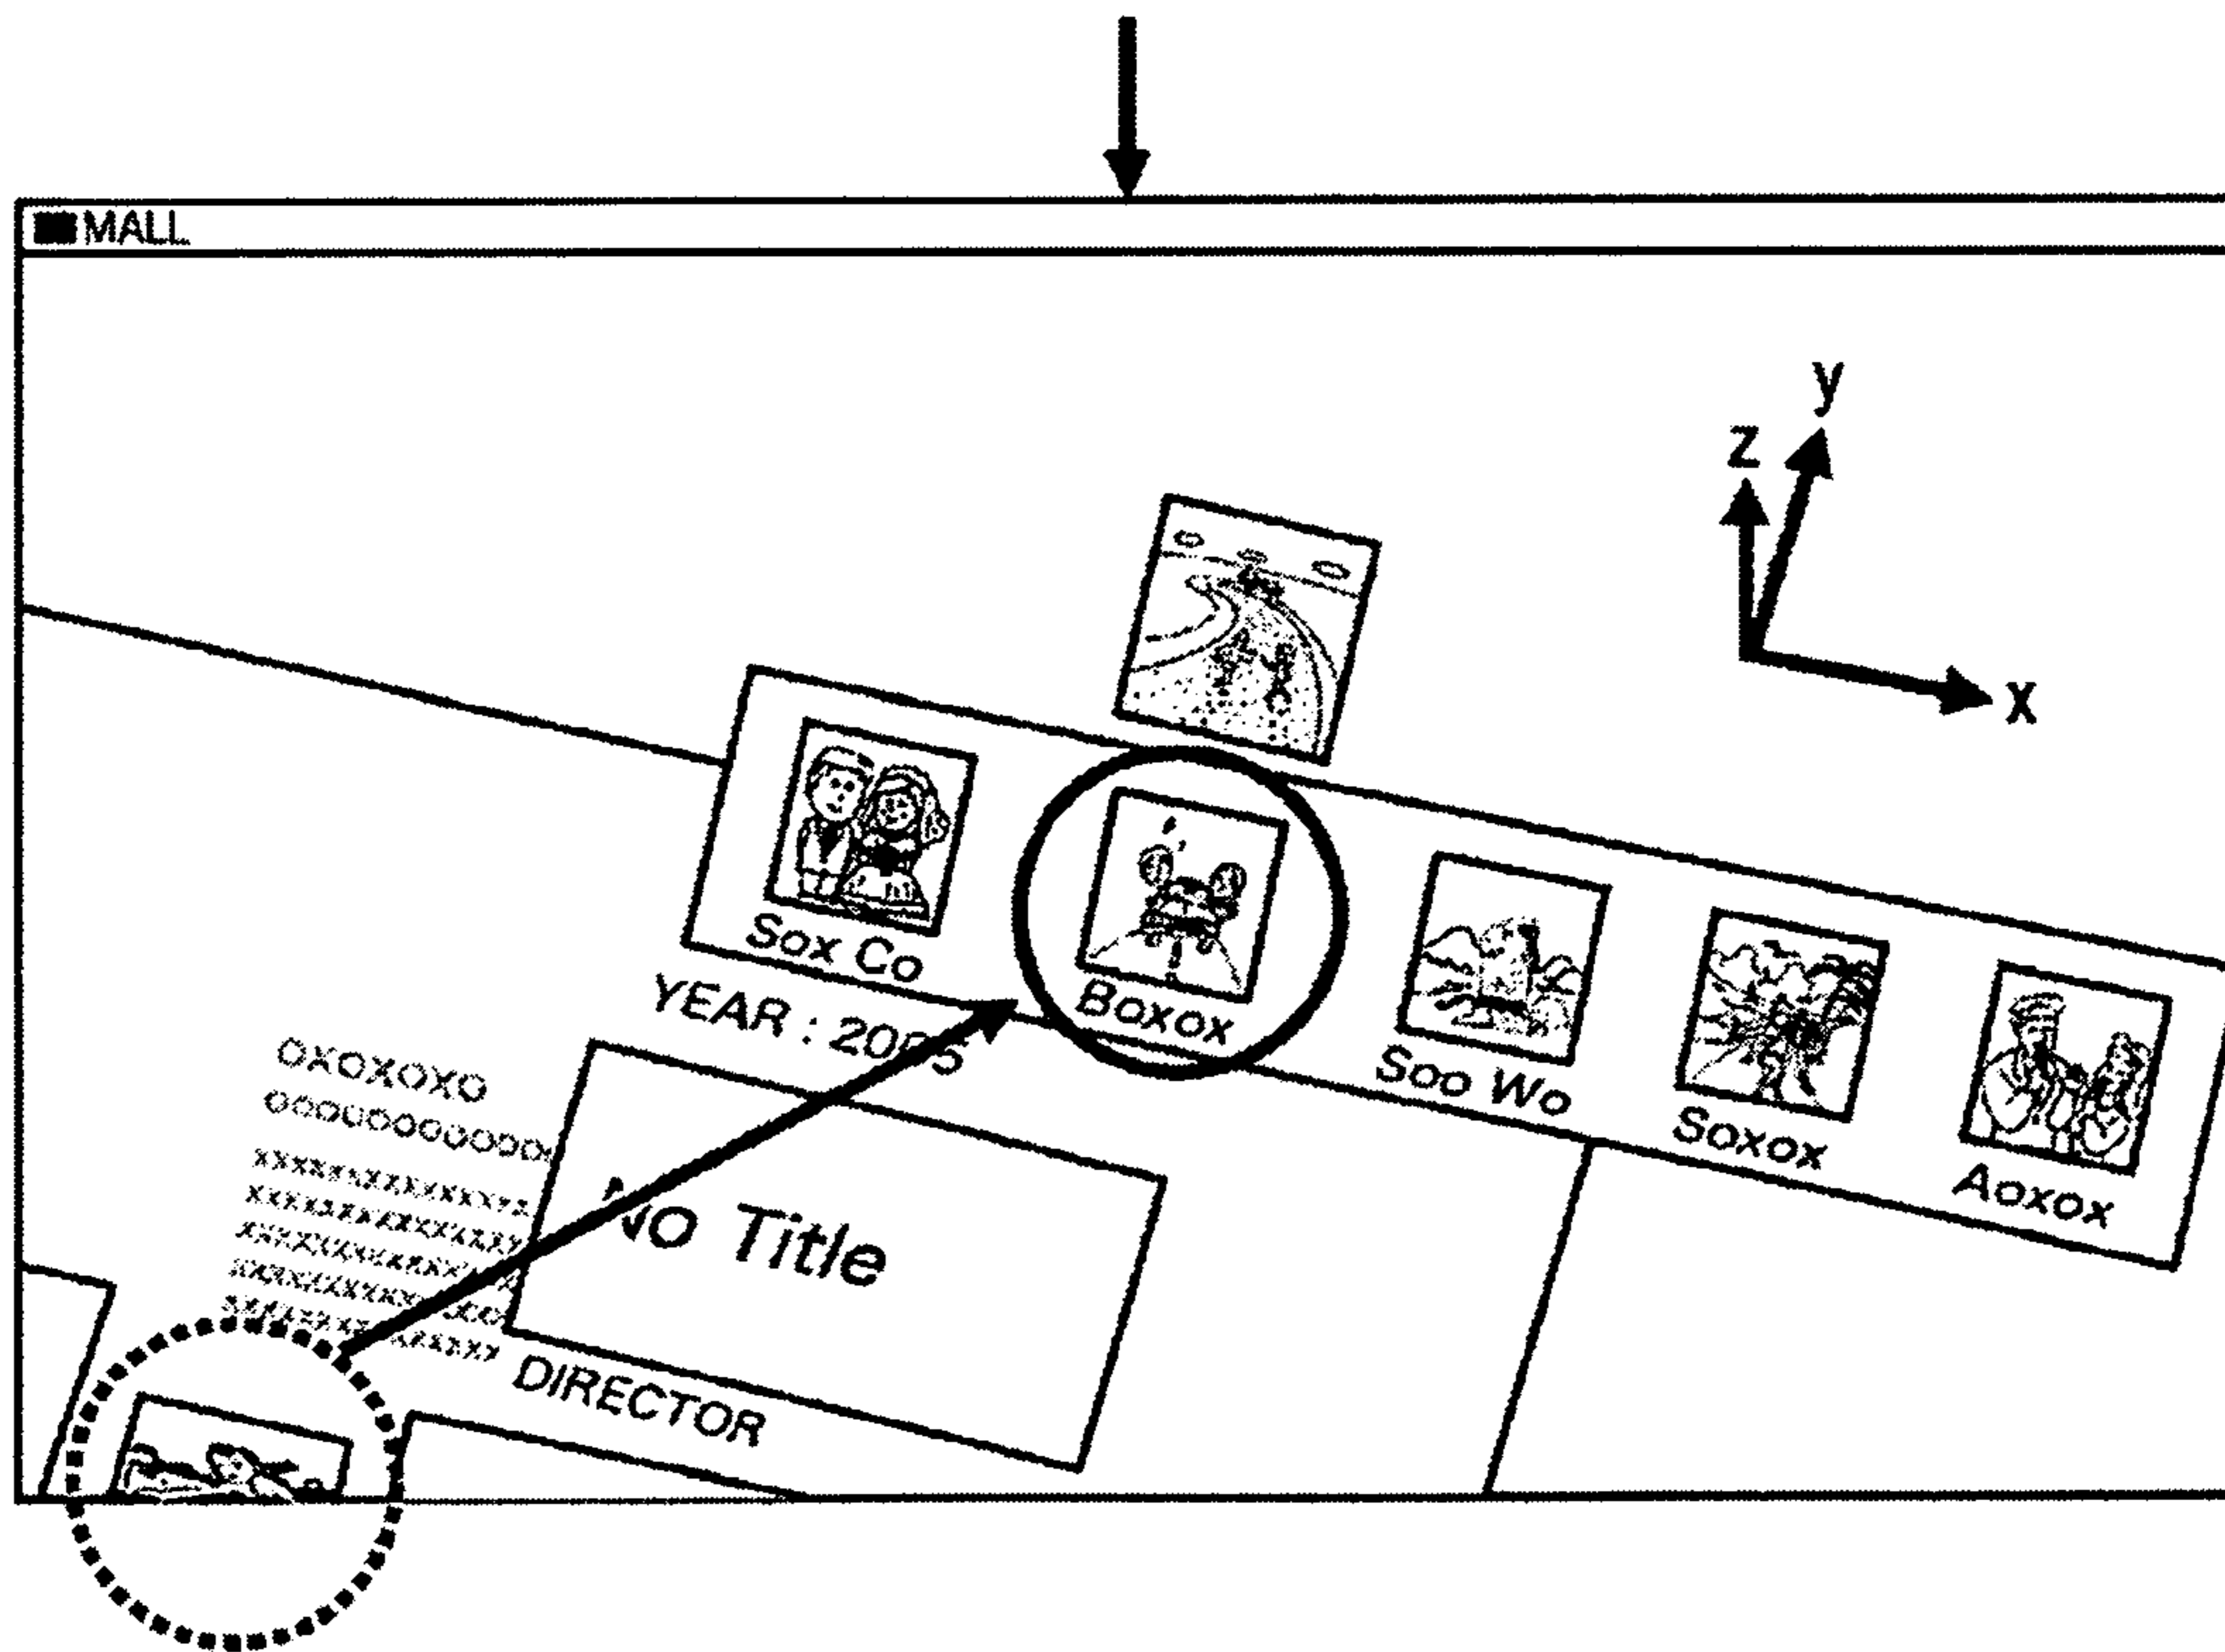 MALL
y
z
x
Sox Co
Boxox
Soo Wo
Soxox
Aoxox
YEAR : 2005
OXOXOXO
No Title
DIRECTOR